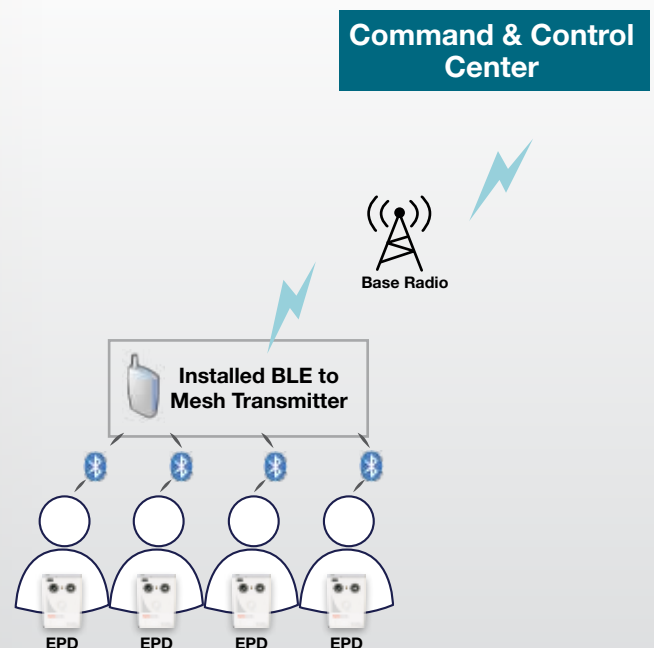 Command & Control
Center
Base Radio
Installed BLE to
Mesh Transmitter
EPD
EPD
EPD
EPD